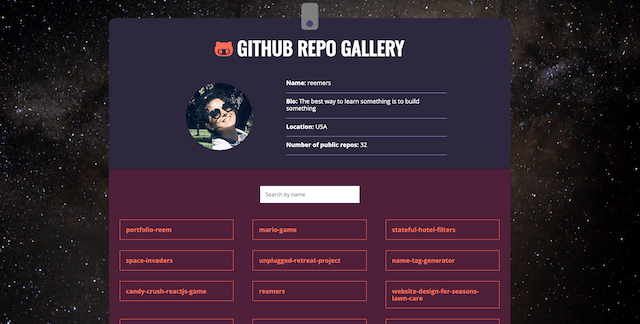 GITHUB REPO GALLERY
Name: reemers
Bio: The best way to learn something is to build
something
Location: USA
Number of public repos: 32
Search by name
portfolio-reem
mario-game
stateful-hotel-filters
space-invaders
unplugged-retreat-project
name-tag-generator
candy-crush-reactjs-game
reemers
website-design-for-seasons-
lawn-care